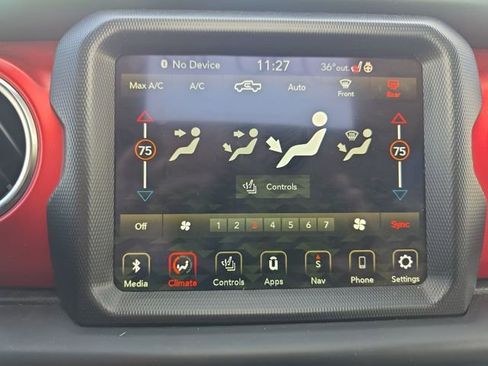 No Device 11:27 36°out.
Max A/C A/C Auto Front Rear
75 75
Controls
Off 1 2 3 4 5 6 7 Sync
S
Media Climate Controls Apps Nav Phone Settings